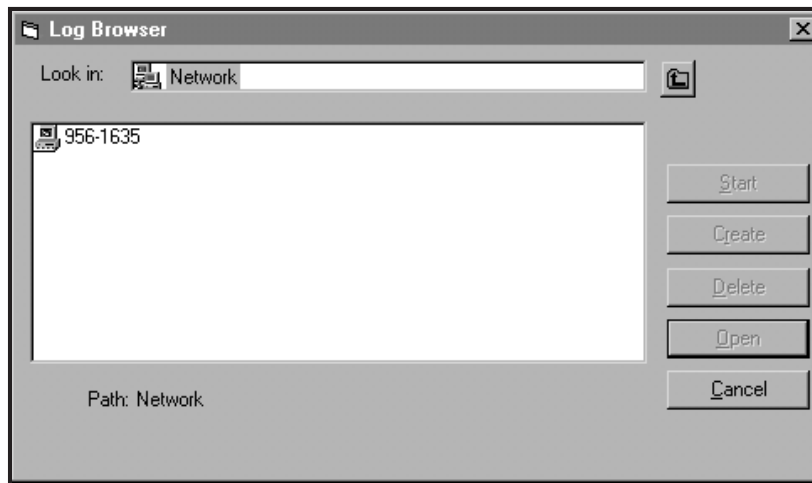 Log Browser
Look in: Network
956-1635
Start
Create
Delete
Open
Cancel
Path: Network